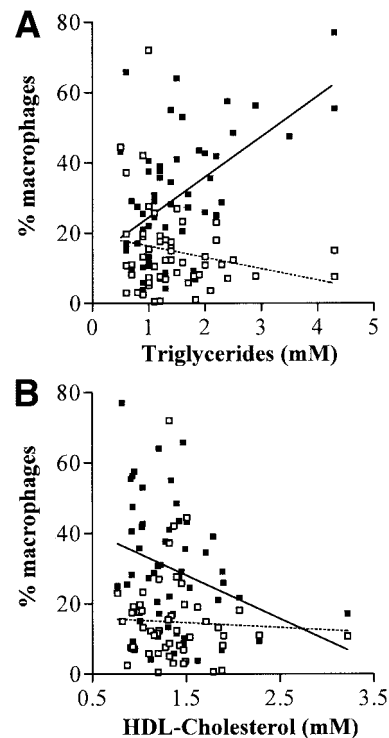 A
% macrophages
80
60
40
20
0
0 1 2 3 4 5
Triglycerides (mM)
B
% macrophages
80
60
40
20
0
0.5 1.5 2.5 3.5
HDL-Cholesterol (mM)